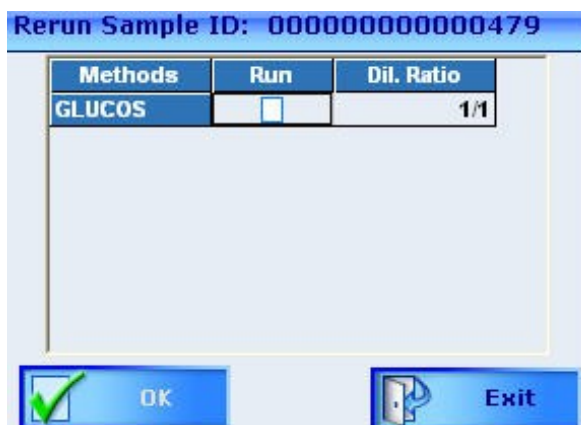 Rerun Sample ID: 000000000000479
Methods Run Dil. Ratio
GLUCOS 1/1
OK Exit